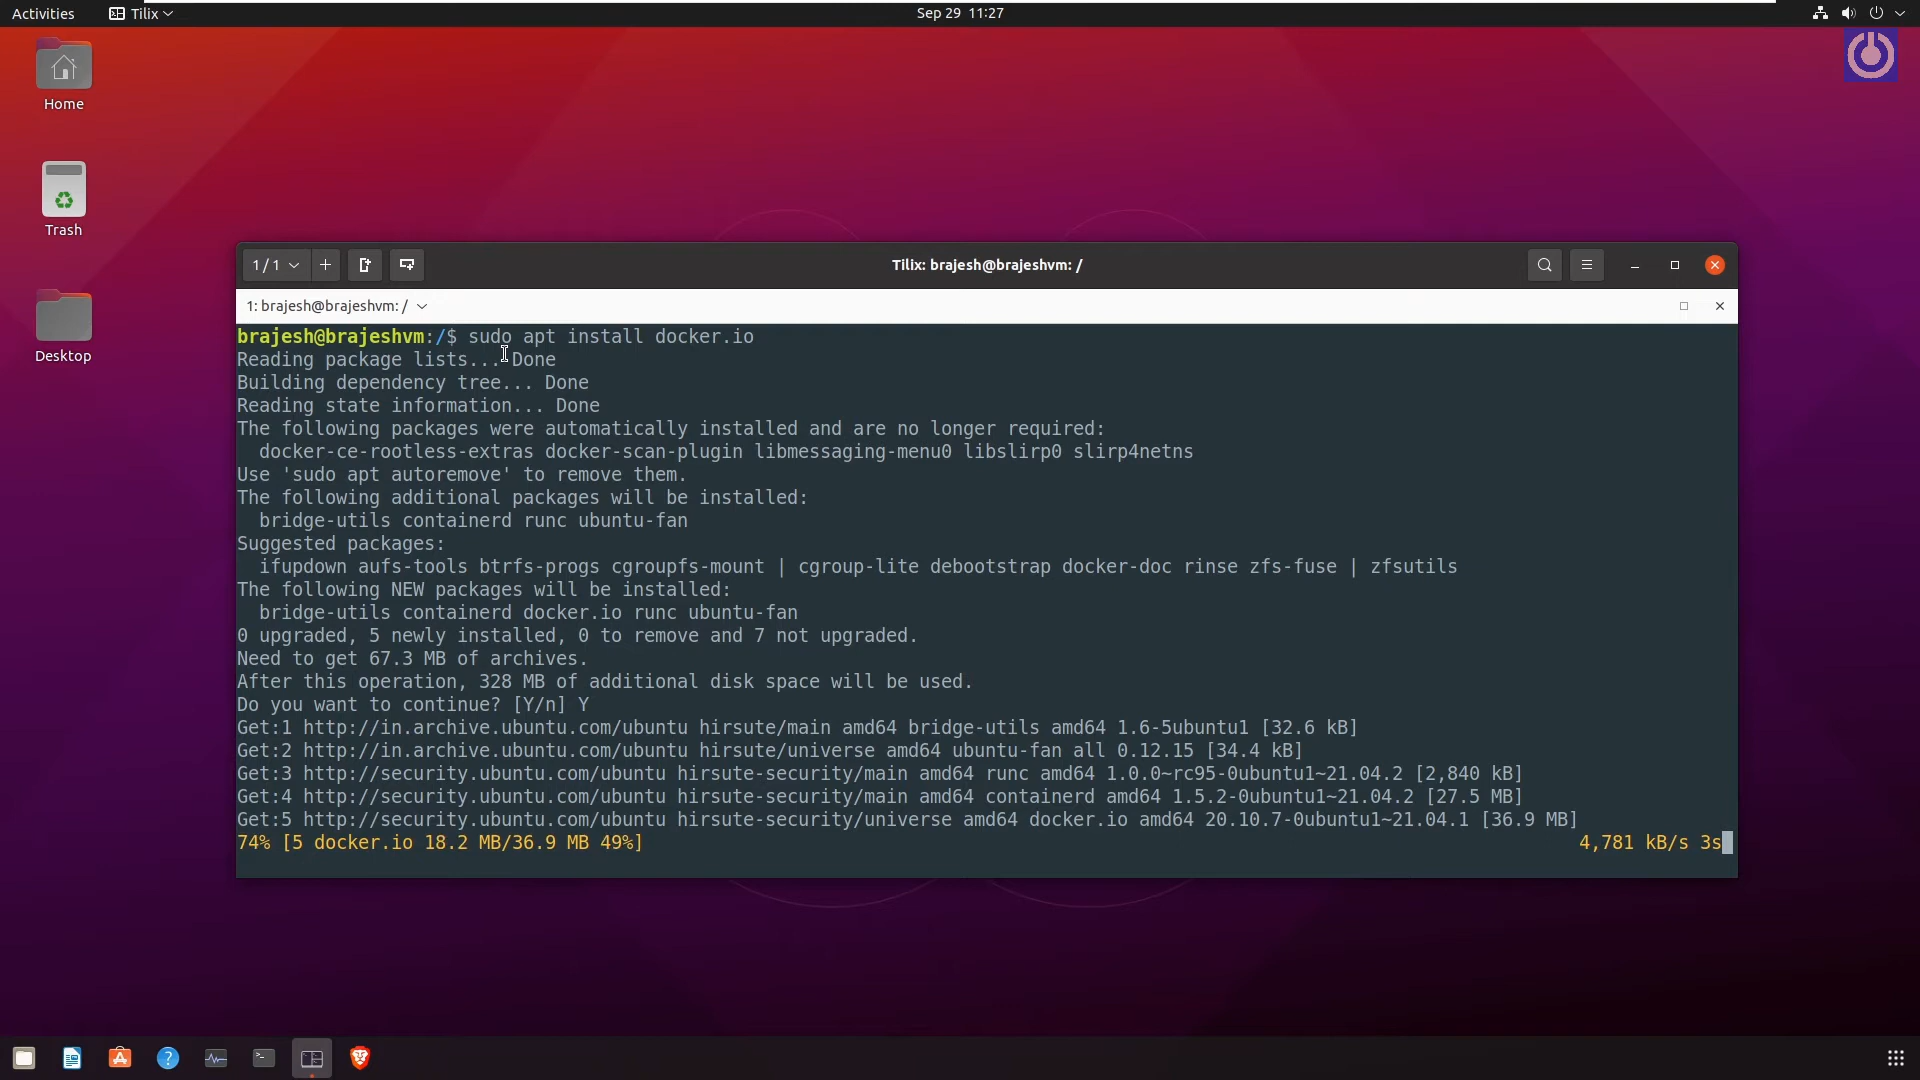 Activities
Tilix
Sep 29 11:27
Home
Trash
Desktop
1 / 1
Tilix: brajesh@brajeshvm: /
1: brajesh@brajeshvm: /
brajesh@brajeshvm:/$ sudo apt install docker.io
Reading package lists... Done
Building dependency tree... Done
Reading state information... Done
The following packages were automatically installed and are no longer required:
  docker-ce-rootless-extras docker-scan-plugin libmessaging-menu0 libslirp0 slirp4netns
Use 'sudo apt autoremove' to remove them.
The following additional packages will be installed:
  bridge-utils containerd runc ubuntu-fan
Suggested packages:
  ifupdown aufs-tools btrfs-progs cgroupfs-mount | cgroup-lite debootstrap docker-doc rinse zfs-fuse | zfsutils
The following NEW packages will be installed:
  bridge-utils containerd docker.io runc ubuntu-fan
0 upgraded, 5 newly installed, 0 to remove and 7 not upgraded.
Need to get 67.3 MB of archives.
After this operation, 328 MB of additional disk space will be used.
Do you want to continue? [Y/n] Y
Get:1 http://in.archive.ubuntu.com/ubuntu hirsute/main amd64 bridge-utils amd64 1.6-5ubuntu1 [32.6 kB]
Get:2 http://in.archive.ubuntu.com/ubuntu hirsute/universe amd64 ubuntu-fan all 0.12.15 [34.4 kB]
Get:3 http://security.ubuntu.com/ubuntu hirsute-security/main amd64 runc amd64 1.0.0~rc95-0ubuntu1~21.04.2 [2,840 kB]
Get:4 http://security.ubuntu.com/ubuntu hirsute-security/main amd64 containerd amd64 1.5.2-0ubuntu1~21.04.2 [27.5 MB]
Get:5 http://security.ubuntu.com/ubuntu hirsute-security/universe amd64 docker.io amd64 20.10.7-0ubuntu1~21.04.1 [36.9 MB]
74% [5 docker.io 18.2 MB/36.9 MB 49%] 4,781 kB/s 3s